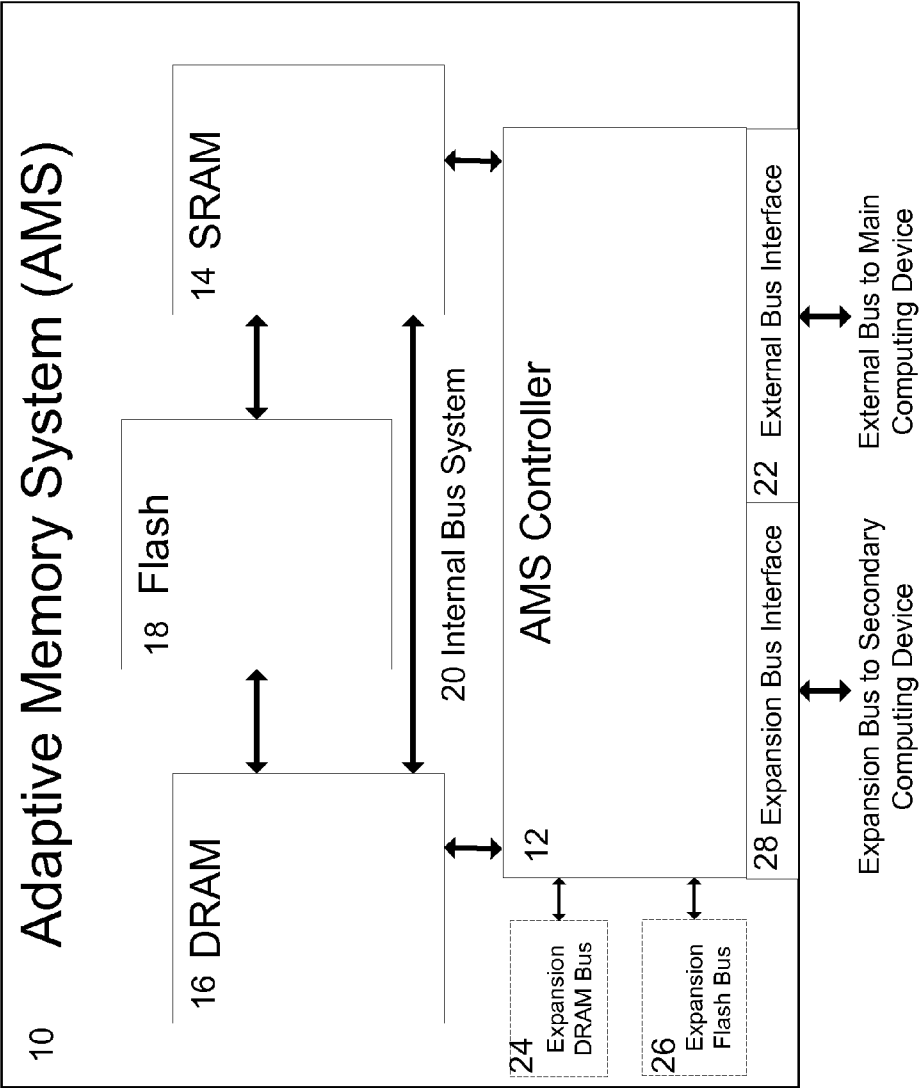 10 Adaptive Memory System (AMS)
18 Flash
16 DRAM
14 SRAM
20 Internal Bus System
12
AMS Controller
24
Expansion
DRAM Bus
26
Expansion
Flash Bus
28 Expansion Bus Interface
22 External Bus Interface
Expansion Bus to Secondary
Computing Device
External Bus to Main
Computing Device